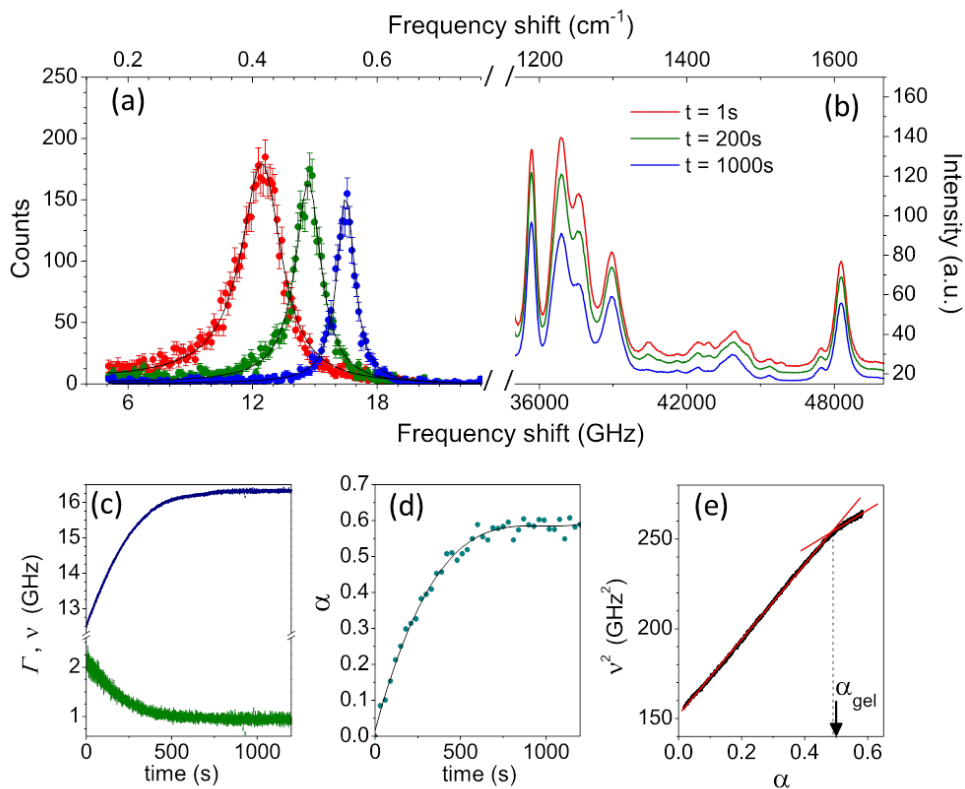 Frequency shift (cm⁻¹)
0.2 0.4 0.6 1200 1400 1600
250
200
150
100
50
0
Counts
(a)
(b)
t = 1s
t = 200s
t = 1000s
160
140
120
100
80
60
40
20
Intensity (a.u.)
6 12 18 36000 42000 48000
Frequency shift (GHz)
(c)
16
15
14
13
2
1
Γ, ν (GHz)
0 500 1000
time (s)
(d)
0.7
0.6
0.5
0.4
0.3
0.2
0.1
0.0
α
0 500 1000
time (s)
(e)
250
200
150
ν² (GHz²)
α gel
0.0 0.2 0.4 0.6
α